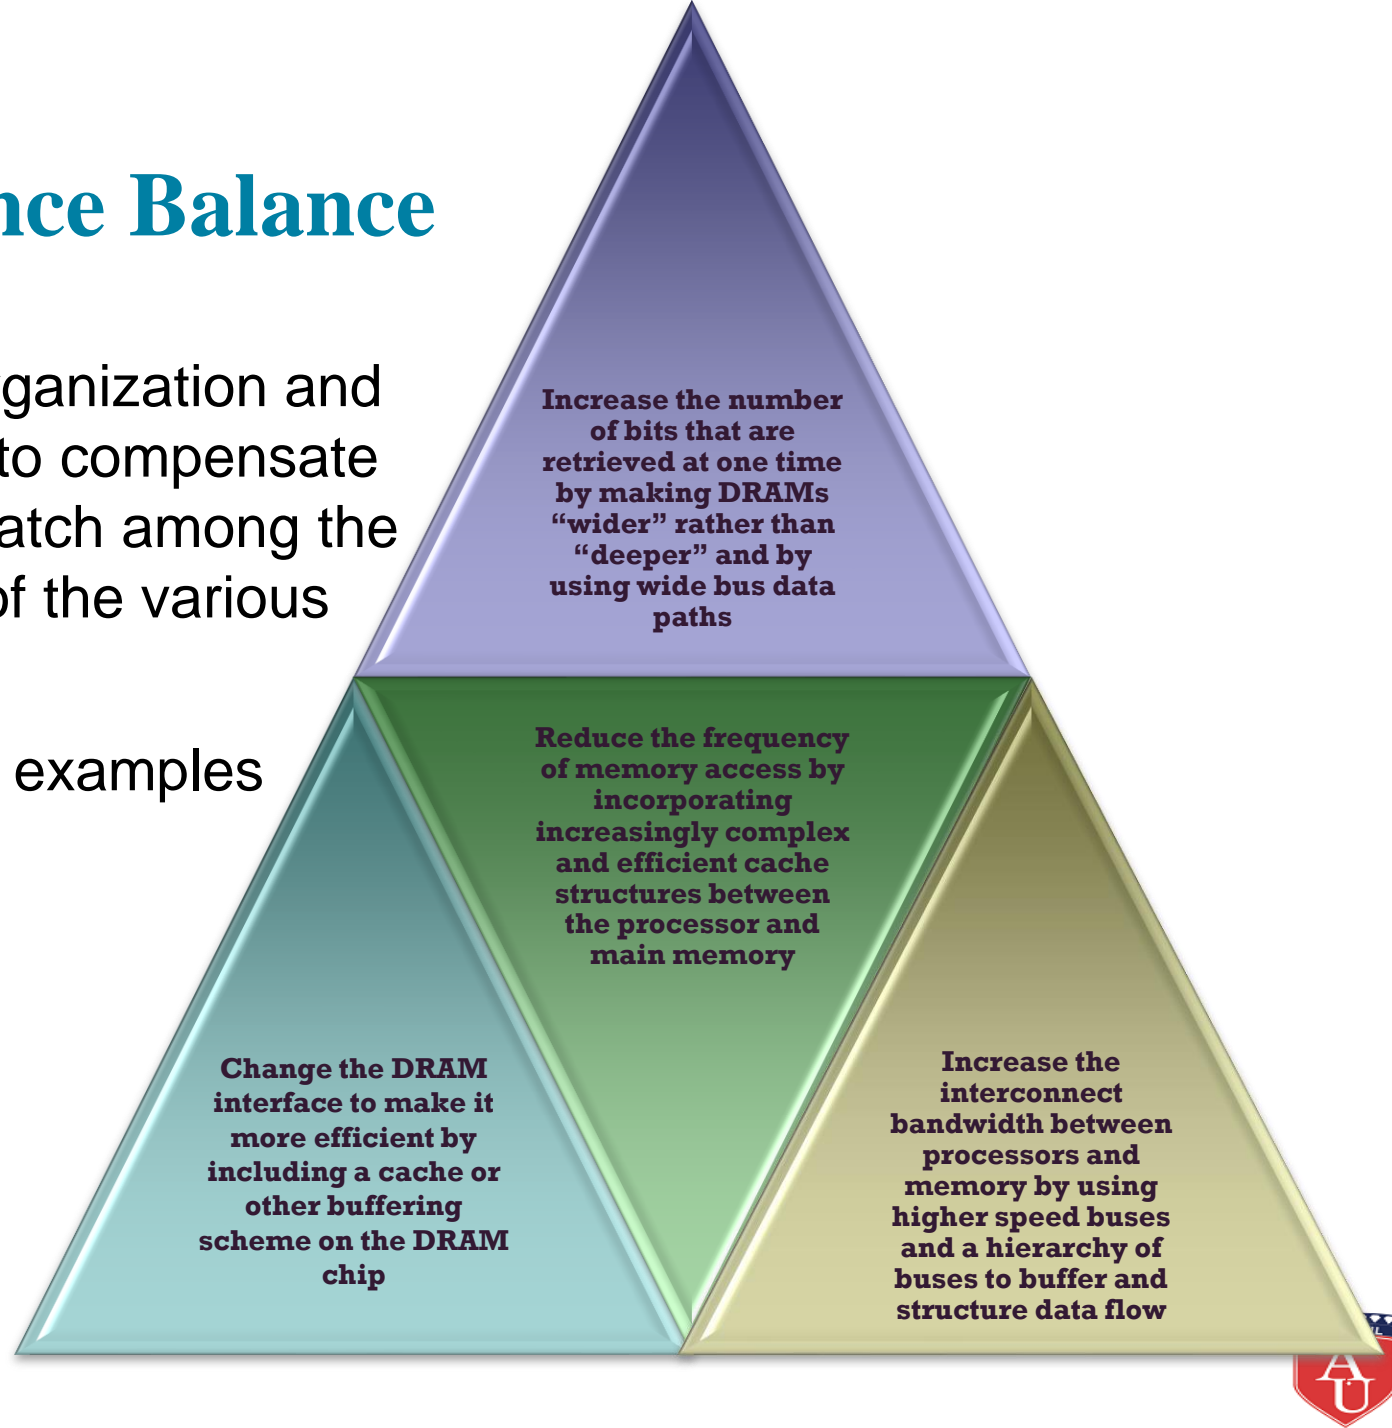 nce Balance
ganization and
to compensate
atch among the
of the various
examples
Increase the number
of bits that are
retrieved at one time
by making DRAMs
“wider” rather than
“deeper” and by
using wide bus data
paths
Reduce the frequency
of memory access by
incorporating
increasingly complex
and efficient cache
structures between
the processor and
main memory
Change the DRAM
interface to make it
more efficient by
including a cache or
other buffering
scheme on the DRAM
chip
Increase the
interconnect
bandwidth between
processors and
memory by using
higher speed buses
and a hierarchy of
buses to buffer and
structure data flow
AU